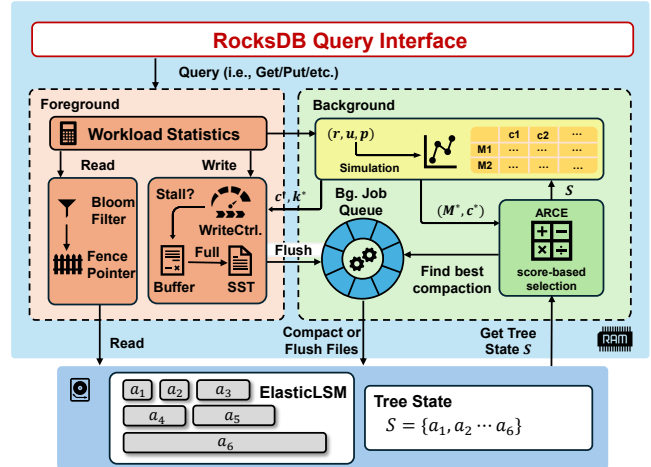 RocksDB Query Interface
Query (i.e., Get/Put/etc.)
Foreground
Workload Statistics
Read
Write
Bloom
Filter
Fence
Pointer
Stall?
WriteCtrl.
Full
Buffer
SST
Background
(r, u, p)
Simulation
c1 c2 ...
M1 ... ... ...
M2 ... ... ...
c†, k*
Bg. Job
Queue
(M*, c*)
S
ARCE
score-based
selection
Flush
Find best
compaction
Read
Compact or
Flush Files
Get Tree
State S
RAM
ElasticLSM
a₁ a₂ a₃
a₄ a₅
a₆
Tree State
S = {a₁, a₂ ⋯ a₆}